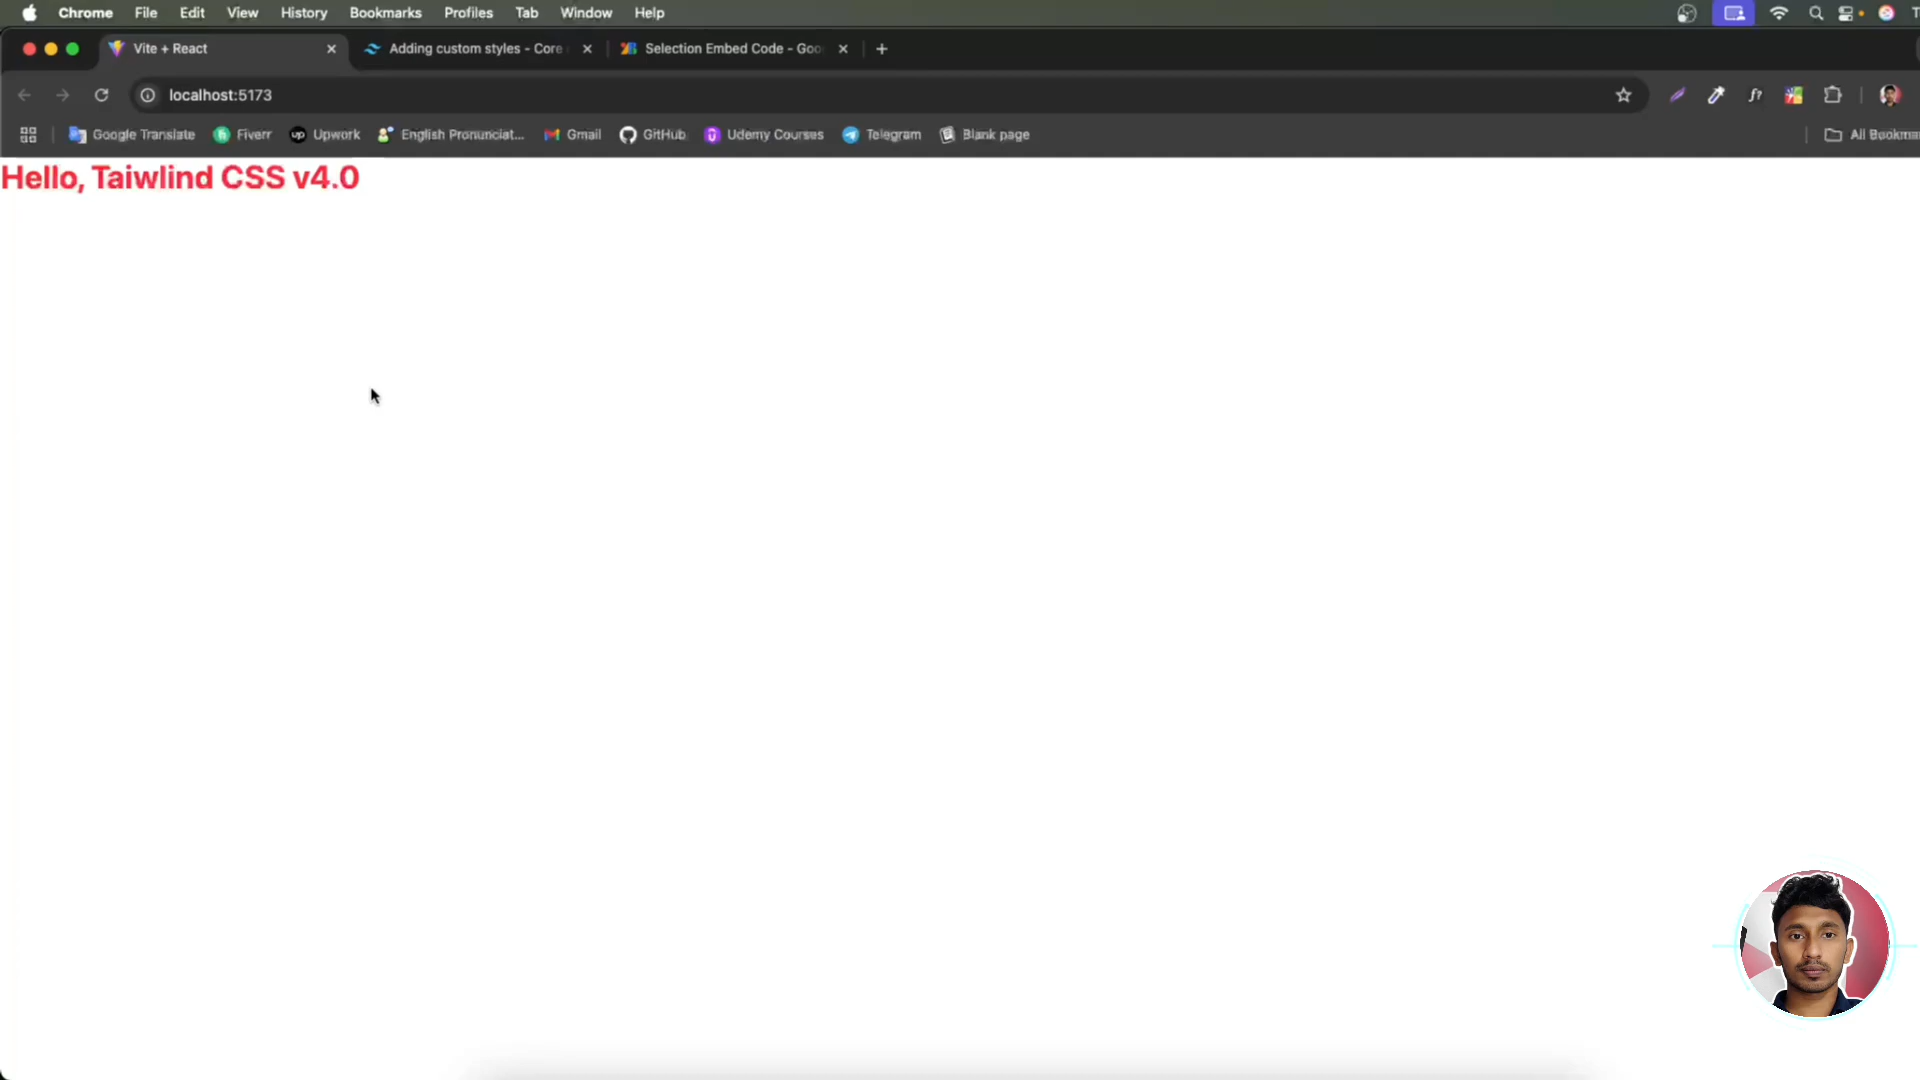 Chrome File Edit View History Bookmarks Profiles Tab Window Help
Vite + React Adding custom styles - Core Selection Embed Code - Goo
localhost:5173
Google Translate Fiverr Upwork English Pronunciat... Gmail GitHub Udemy Courses Telegram Blank page All Bookma
Hello, Taiwlind CSS v4.0